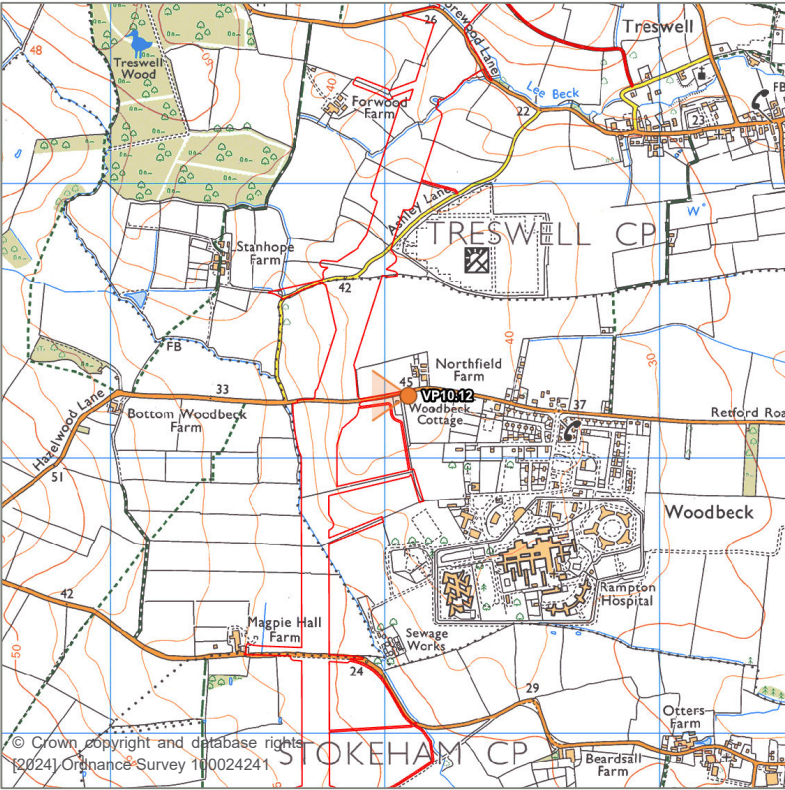 26
Treswell
48
Treswell
Wood
50
40
Forwood
Farm
Lee Beck
22
23
FB
Ashley Lane
W
TRESWELL CP
Stanhope
Farm
42
FB
40
30
Northfield
Farm
33
45
VP10.12
37
Woodbeck
Cottage
Retford Roa
Hazelwood Lane
Bottom Woodbeck
Farm
51
Woodbeck
42
Rampton
Hospital
Magpie Hall
Farm
Sewage
Works
50
24
29
Otters
Farm
© Crown copyright and database rights
[2024] Ordnance Survey 100024241
STOKEHAM CP
Beardsall
Farm